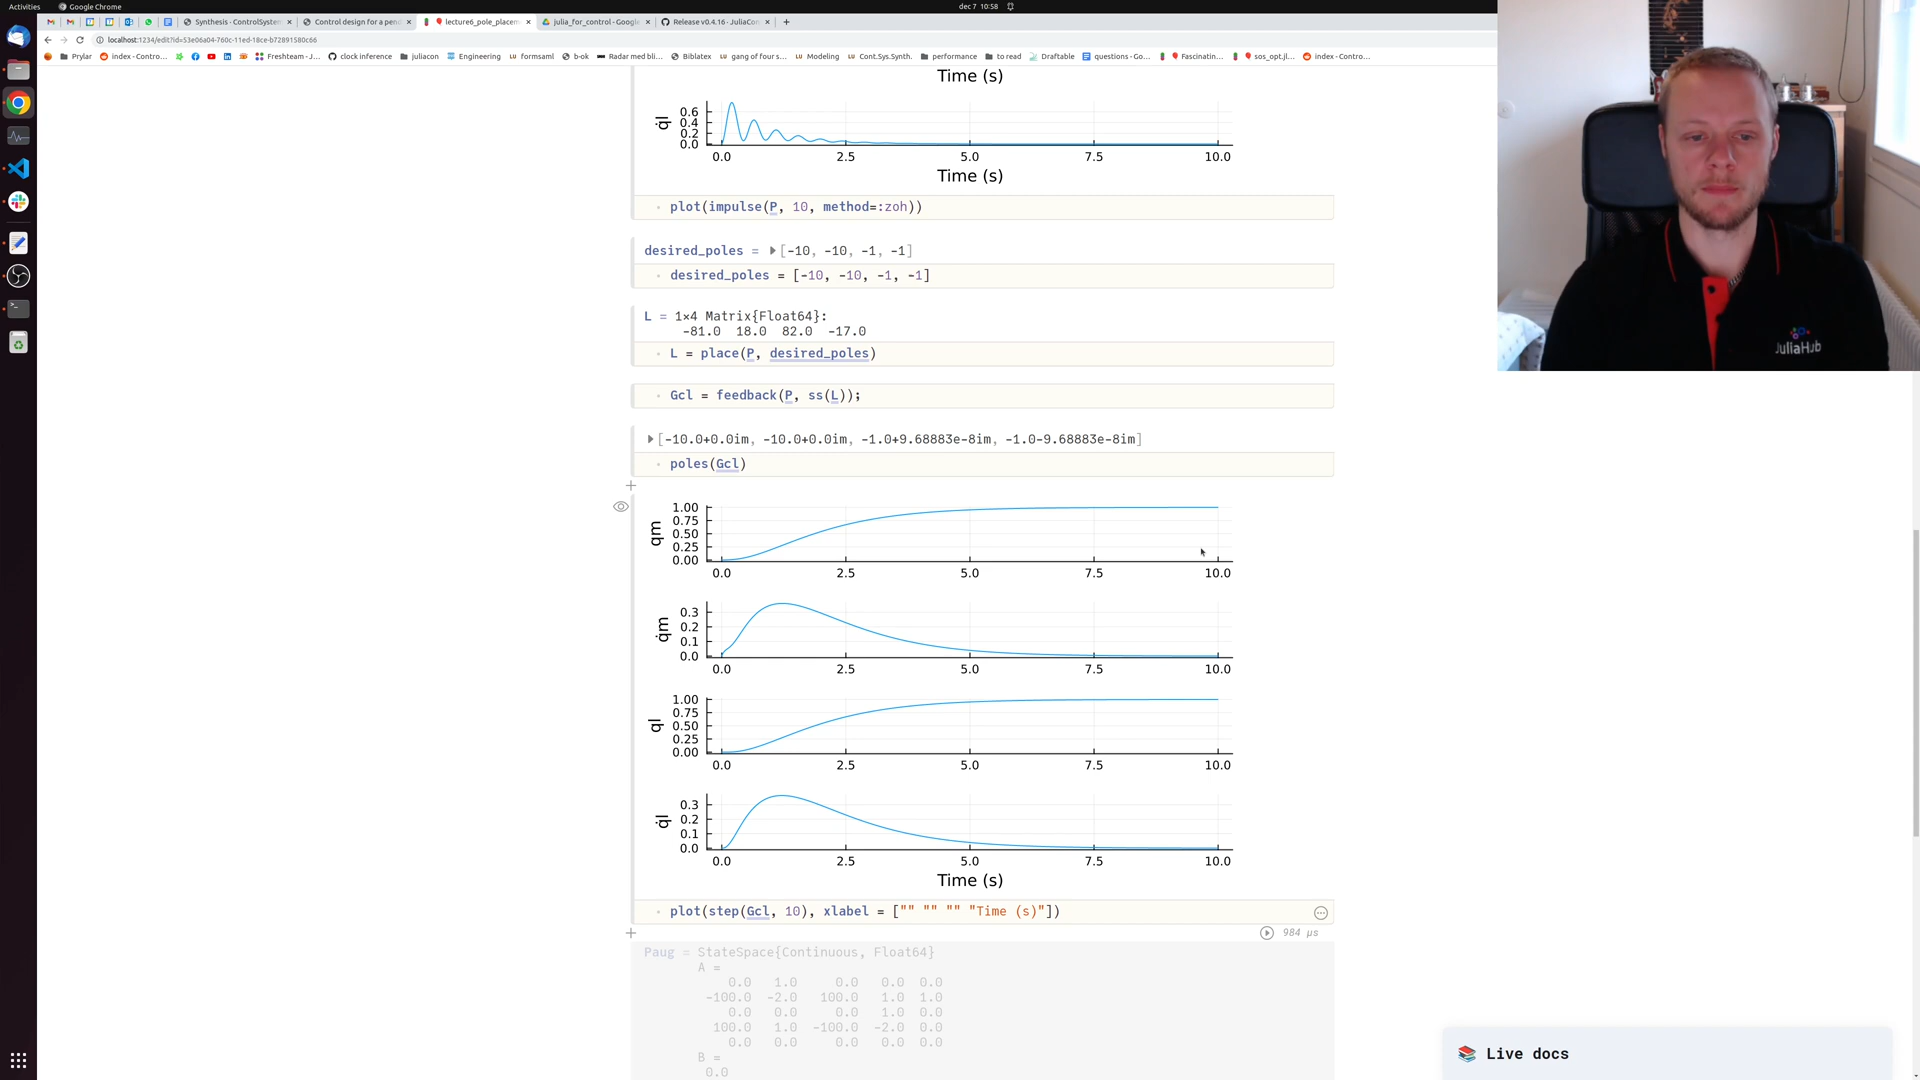 Activities
Google Chrome
dec 7 10:58
Synthesis - ControlSystem
Control design for a pend
lecture6_pole_placem
julia_for_control - Google
Release v0.4.16 · JuliaCon
localhost:1234/edit?id=53e06a04-760c-11ed-18ce-b72891580c66
Prylar
index - Contro...
Freshteam - J...
clock inference
juliacon
Engineering
formsaml
b-ok
Radar med bli...
Biblatex
gang of four s...
Modeling
Cont.Sys.Synth.
performance
to read
Draftable
questions - Go...
Fascinatin...
sos_opt.jl...
index - Contro...
Time (s)
q̇l
0.6
0.4
0.2
0.0
0.0 2.5 5.0 7.5 10.0
Time (s)
plot(impulse(P, 10, method=:zoh))
desired_poles = [-10, -10, -1, -1]
desired_poles = [-10, -10, -1, -1]
L = 1×4 Matrix{Float64}:
-81.0 18.0 82.0 -17.0
L = place(P, desired_poles)
Gcl = feedback(P, ss(L));
[-10.0+0.0im, -10.0+0.0im, -1.0+9.68883e-8im, -1.0-9.68883e-8im]
poles(Gcl)
qm
1.00
0.75
0.50
0.25
0.00
0.0 2.5 5.0 7.5 10.0
q̇m
0.3
0.2
0.1
0.0
0.0 2.5 5.0 7.5 10.0
ql
1.00
0.75
0.50
0.25
0.00
0.0 2.5 5.0 7.5 10.0
q̇l
0.3
0.2
0.1
0.0
0.0 2.5 5.0 7.5 10.0
Time (s)
plot(step(Gcl, 10), xlabel = ["" "" "" "Time (s)"])
984 μs
Paug = StateSpace{Continuous, Float64}
A =
0.0 1.0 0.0 0.0 0.0
-100.0 -2.0 100.0 1.0 1.0
0.0 0.0 0.0 1.0 0.0
100.0 1.0 -100.0 -2.0 0.0
0.0 0.0 0.0 0.0 0.0
B =
0.0
Live docs
JuliaHub